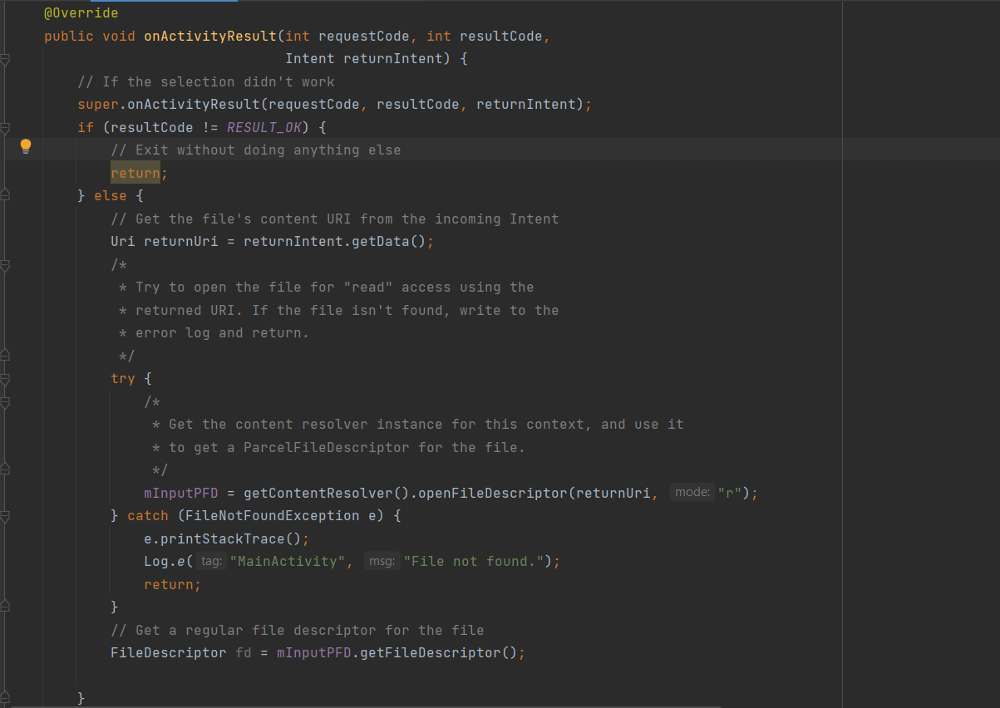 @Override
public void onActivityResult(int requestCode, int resultCode,
                             Intent returnIntent) {
    // If the selection didn't work
    super.onActivityResult(requestCode, resultCode, returnIntent);
    if (resultCode != RESULT_OK) {
        // Exit without doing anything else
        return;
    } else {
        // Get the file's content URI from the incoming Intent
        Uri returnUri = returnIntent.getData();
        /*
         * Try to open the file for "read" access using the
         * returned URI. If the file isn't found, write to the
         * error log and return.
         */
        try {
            /*
             * Get the content resolver instance for this context, and use it
             * to get a ParcelFileDescriptor for the file.
             */
            mInputPFD = getContentResolver().openFileDescriptor(returnUri, mode: "r");
        } catch (FileNotFoundException e) {
            e.printStackTrace();
            Log.e( tag: "MainActivity", msg: "File not found.");
            return;
        }
        // Get a regular file descriptor for the file
        FileDescriptor fd = mInputPFD.getFileDescriptor();
    }